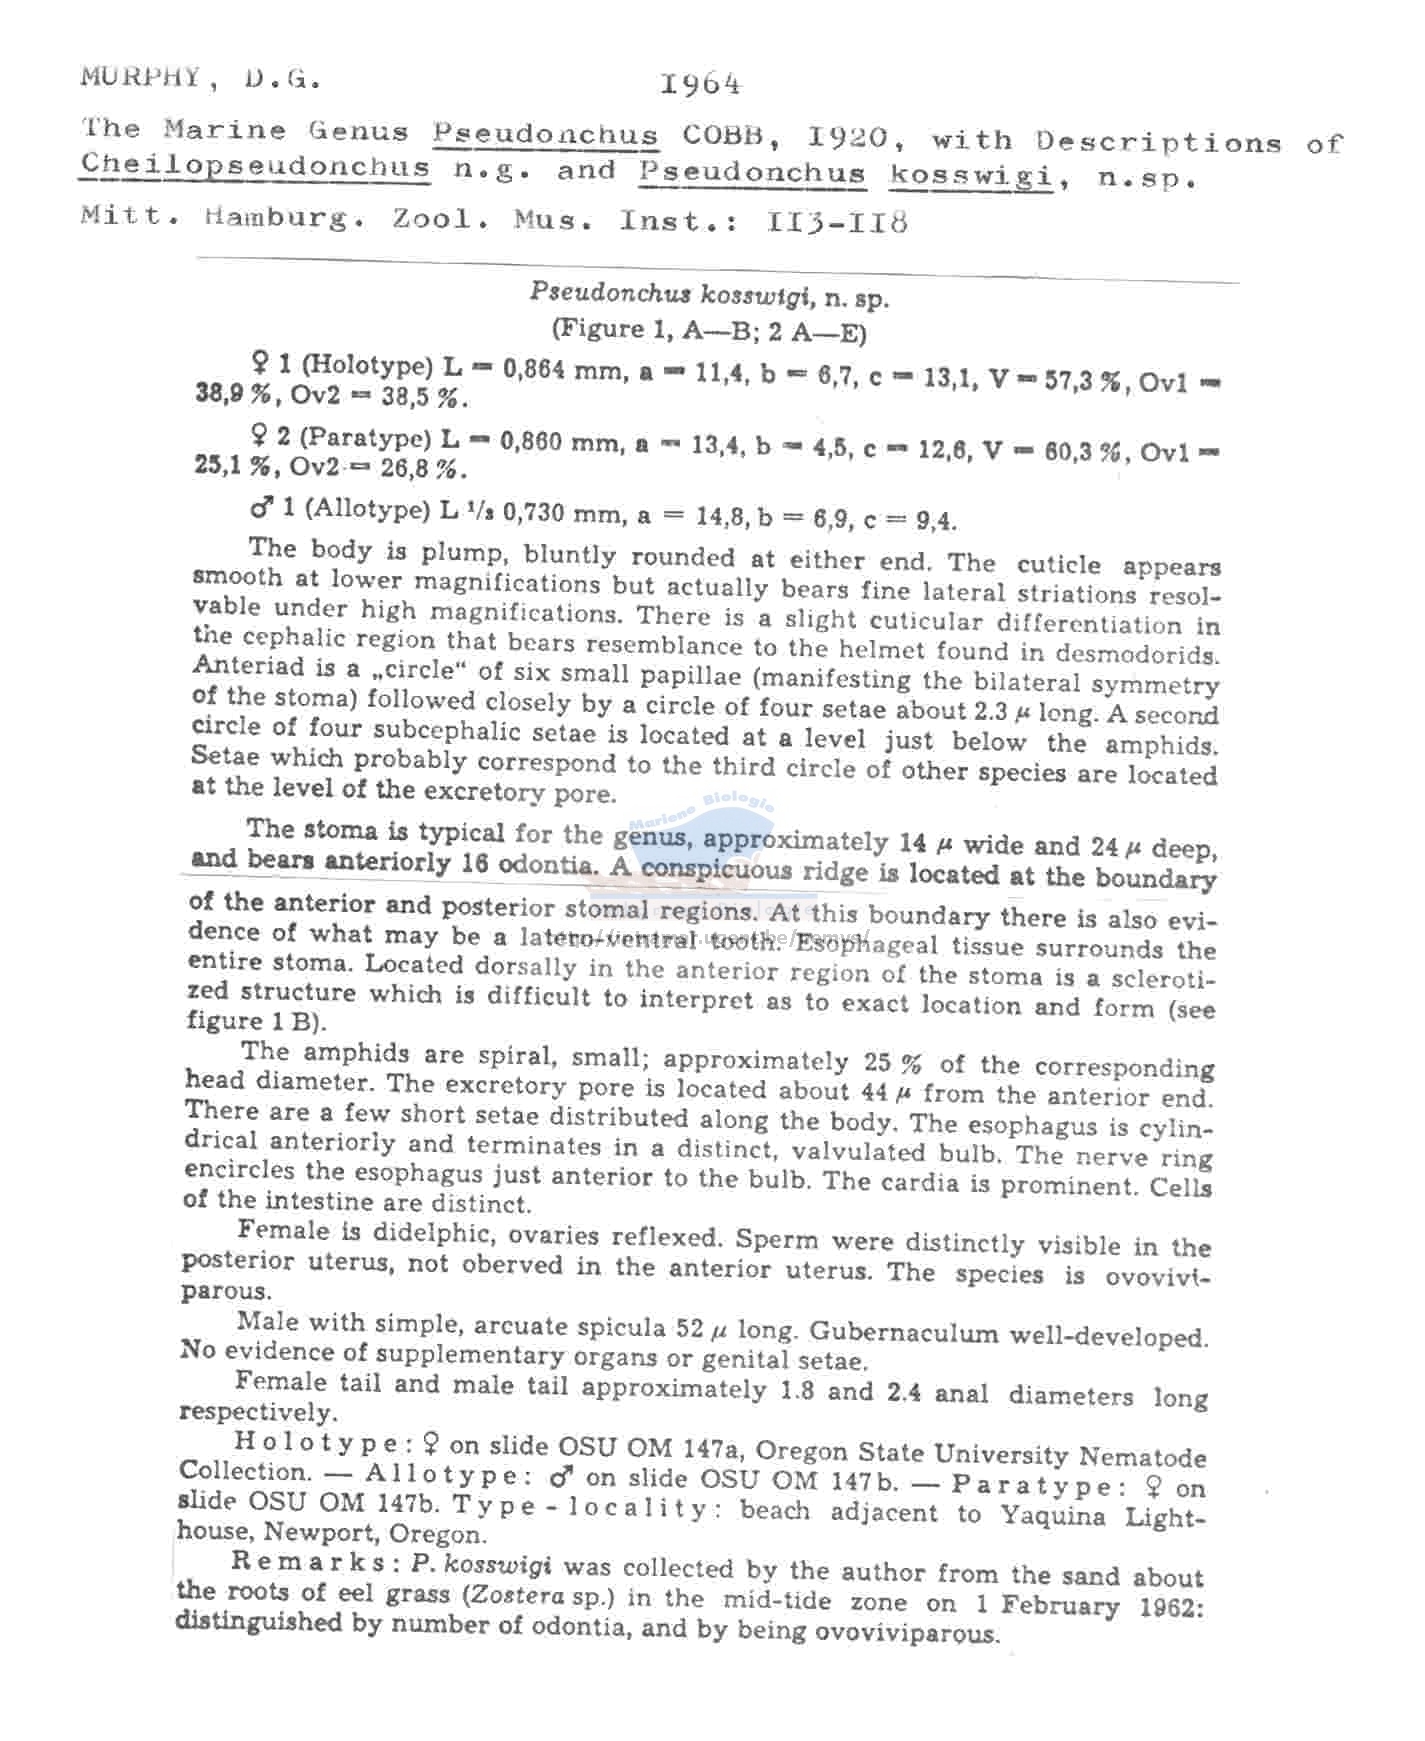 MURPHY, D.G. 1964
The Marine Genus Pseudonchus COBB, 1920, with Descriptions of
Cheilopseudonchus n.g. and Pseudonchus kosswigi, n.sp.
Mitt. Hamburg. Zool. Mus. Inst.: II3-II8
Pseudonchus kosswigi, n. sp.
(Figure 1, A—B; 2 A—E)
♀ 1 (Holotype) L = 0,864 mm, a = 11,4, b = 6,7, c = 13,1, V = 57,3 %, Ov1 =
38,9 %, Ov2 = 38,5 %.
♀ 2 (Paratype) L = 0,860 mm, a = 13,4, b = 4,5, c = 12,6, V = 60,3 %, Ov1 =
25,1 %, Ov2 = 26,8 %.
♂ 1 (Allotype) L ¹/s 0,730 mm, a = 14,8, b = 6,9, c = 9,4.
The body is plump, bluntly rounded at either end. The cuticle appears
smooth at lower magnifications but actually bears fine lateral striations resol-
vable under high magnifications. There is a slight cuticular differentiation in
the cephalic region that bears resemblance to the helmet found in desmodorids.
Anteriad is a „circle“ of six small papillae (manifesting the bilateral symmetry
of the stoma) followed closely by a circle of four setae about 2.3 μ long. A second
circle of four subcephalic setae is located at a level just below the amphids.
Setae which probably correspond to the third circle of other species are located
at the level of the excretory pore.
Mariene Biologie
The stoma is typical for the genus, approximately 14 μ wide and 24 μ deep,
and bears anteriorly 16 odontia. A conspicuous ridge is located at the boundary
of the anterior and posterior stomal regions. At this boundary there is also evi-
dence of what may be a latero-ventral tooth. Esophageal tissue surrounds the
entire stoma. Located dorsally in the anterior region of the stoma is a scleroti-
zed structure which is difficult to interpret as to exact location and form (see
figure 1 B).
The amphids are spiral, small; approximately 25 % of the corresponding
head diameter. The excretory pore is located about 44 μ from the anterior end.
There are a few short setae distributed along the body. The esophagus is cylin-
drical anteriorly and terminates in a distinct, valvulated bulb. The nerve ring
encircles the esophagus just anterior to the bulb. The cardia is prominent. Cells
of the intestine are distinct.
Female is didelphic, ovaries reflexed. Sperm were distinctly visible in the
posterior uterus, not oberved in the anterior uterus. The species is ovovivi-
parous.
Male with simple, arcuate spicula 52 μ long. Gubernaculum well-developed.
No evidence of supplementary organs or genital setae.
Female tail and male tail approximately 1.8 and 2.4 anal diameters long
respectively.
Holotype: ♀ on slide OSU OM 147a, Oregon State University Nematode
Collection. — Allotype: ♂ on slide OSU OM 147b. — Paratype: ♀ on
slide OSU OM 147b. Type-locality: beach adjacent to Yaquina Light-
house, Newport, Oregon.
Remarks: P. kosswigi was collected by the author from the sand about
the roots of eel grass (Zostera sp.) in the mid-tide zone on 1 February 1962:
distinguished by number of odontia, and by being ovoviviparous.